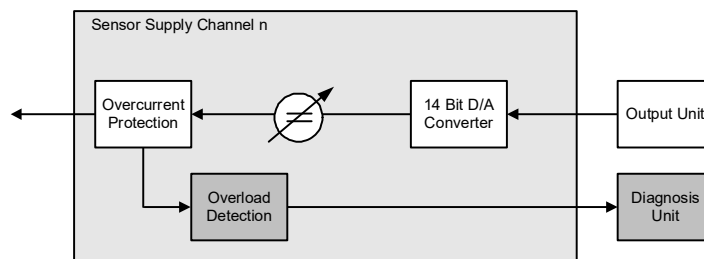 Sensor Supply Channel n
Overcurrent
Protection
14 Bit D/A
Converter
Output Unit
Overload
Detection
Diagnosis
Unit